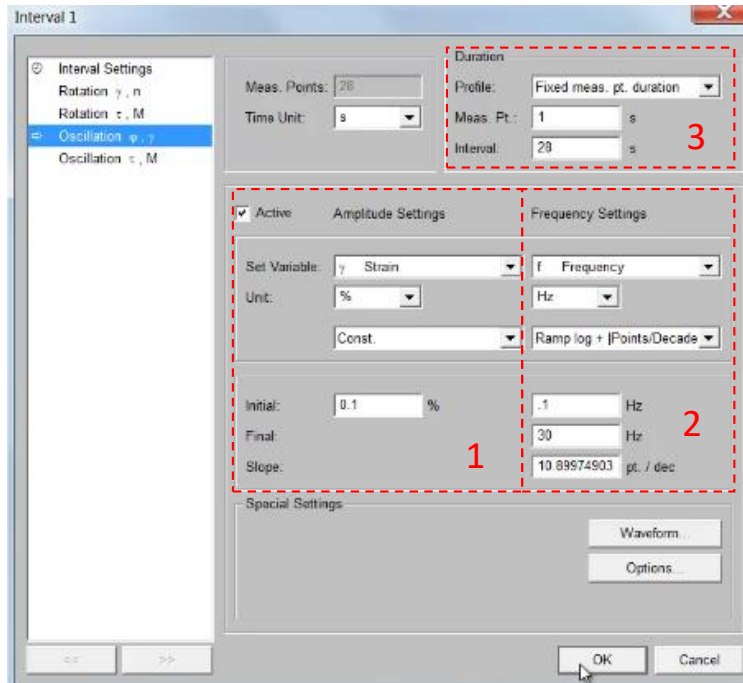 Interval 1
Interval Settings
Rotation γ , n
Rotation τ , M
Oscillation φ , γ
Oscillation τ , M
Meas. Points: 28
Time Unit: s
Duration
Profile: Fixed meas. pt. duration
Meas. Pt.: 1 s
Interval: 28 s
3
Active Amplitude Settings Frequency Settings
Set Variable: γ Strain f Frequency
Unit: % Hz
Const. Ramp log + |Points/Decade
Initial: 0.1 % .1 Hz
Final: 30 Hz
Slope: 10.89974903 pt. / dec
1
2
Special Settings
Waveform...
Options...
<< >> OK Cancel